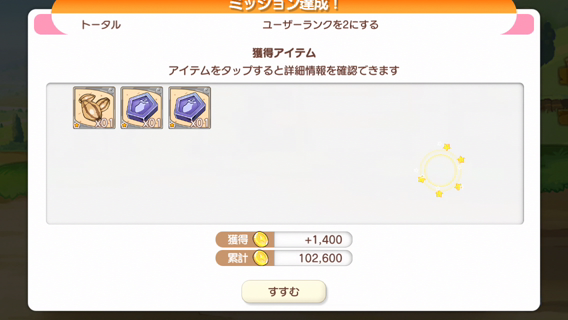 ミッション達成！
トータル ユーザーランクを2にする
獲得アイテム
アイテムをタップすると詳細情報を確認できます
x01 x01 x01
獲得 +1,400
累計 102,600
すすむ